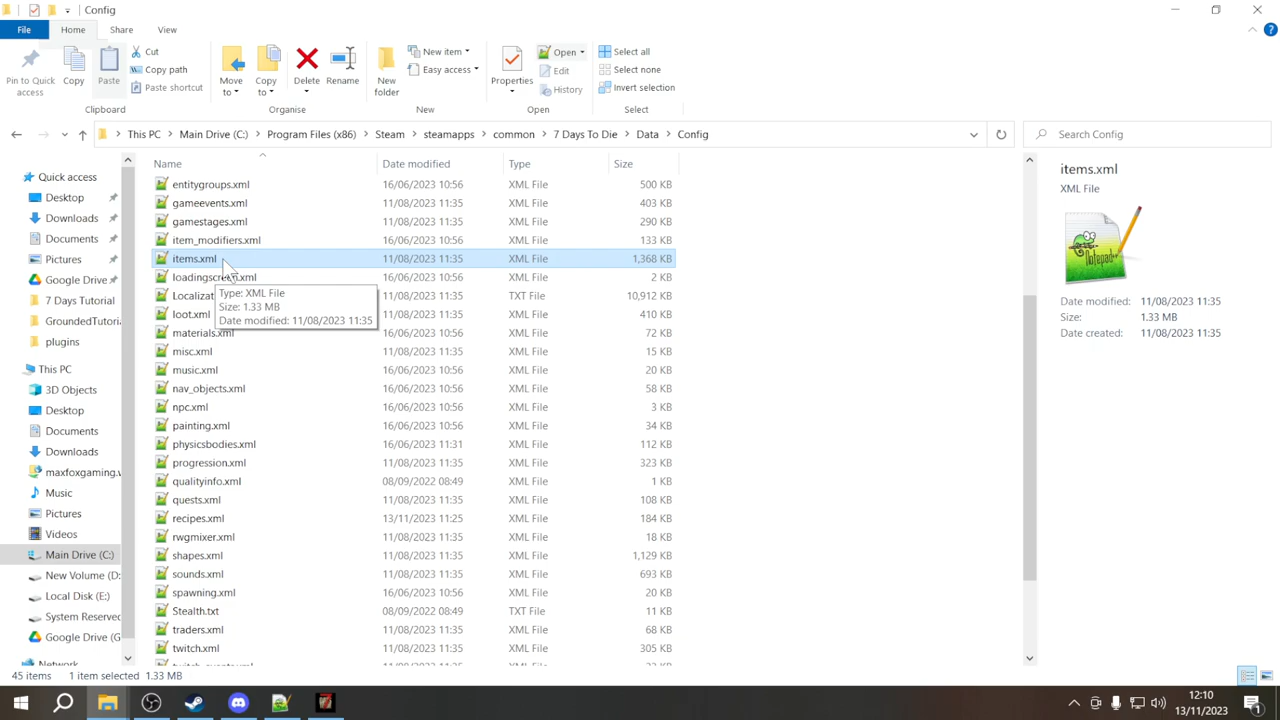 Config
File
Home
Share
View
Pin to Quick access
Copy
Paste
Cut
Copy path
Paste shortcut
Clipboard
Move to
Copy to
Delete
Rename
Organise
New folder
New item
Easy access
New
Properties
Open
Edit
History
Open
Select all
Select none
Invert selection
Select
This PC > Main Drive (C:) > Program Files (x86) > Steam > steamapps > common > 7 Days To Die > Data > Config
Search Config
Quick access
Desktop
Downloads
Documents
Pictures
Google Drive
7 Days Tutorial
GroundedTutori
plugins
This PC
3D Objects
Desktop
Documents
Downloads
maxfoxgaming.w
Music
Pictures
Videos
Main Drive (C:)
New Volume (D:
Local Disk (E:)
System Reserved
Google Drive (G
Network
Name Date modified Type Size
entitygroups.xml 16/06/2023 10:56 XML File 500 KB
gameevents.xml 11/08/2023 11:35 XML File 403 KB
gamestages.xml 11/08/2023 11:35 XML File 290 KB
item_modifiers.xml 16/06/2023 10:56 XML File 133 KB
items.xml 11/08/2023 11:35 XML File 1,368 KB
loadingscreen.xml 16/06/2023 10:56 XML File 2 KB
Localizat 11/08/2023 11:35 TXT File 10,912 KB
loot.xml 11/08/2023 11:35 XML File 410 KB
materials.xml 16/06/2023 10:56 XML File 72 KB
misc.xml 11/08/2023 11:35 XML File 15 KB
music.xml 16/06/2023 10:56 XML File 20 KB
nav_objects.xml 16/06/2023 10:56 XML File 58 KB
npc.xml 16/06/2023 10:56 XML File 3 KB
painting.xml 16/06/2023 10:56 XML File 34 KB
physicsbodies.xml 16/06/2023 11:31 XML File 112 KB
progression.xml 11/08/2023 11:35 XML File 323 KB
qualityinfo.xml 08/09/2022 08:49 XML File 1 KB
quests.xml 11/08/2023 11:35 XML File 108 KB
recipes.xml 13/11/2023 11:25 XML File 184 KB
rwgmixer.xml 11/08/2023 11:35 XML File 18 KB
shapes.xml 11/08/2023 11:35 XML File 1,129 KB
sounds.xml 11/08/2023 11:35 XML File 693 KB
spawning.xml 16/06/2023 10:56 XML File 20 KB
Stealth.txt 08/09/2022 08:49 TXT File 11 KB
traders.xml 11/08/2023 11:35 XML File 68 KB
twitch.xml 11/08/2023 11:35 XML File 305 KB
Type: XML File
Size: 1.33 MB
Date modified: 11/08/2023 11:35
items.xml
XML File
Notepad++
Date modified: 11/08/2023 11:35
Size: 1.33 MB
Date created: 11/08/2023 11:35
45 items 1 item selected 1.33 MB
12:10
13/11/2023
1